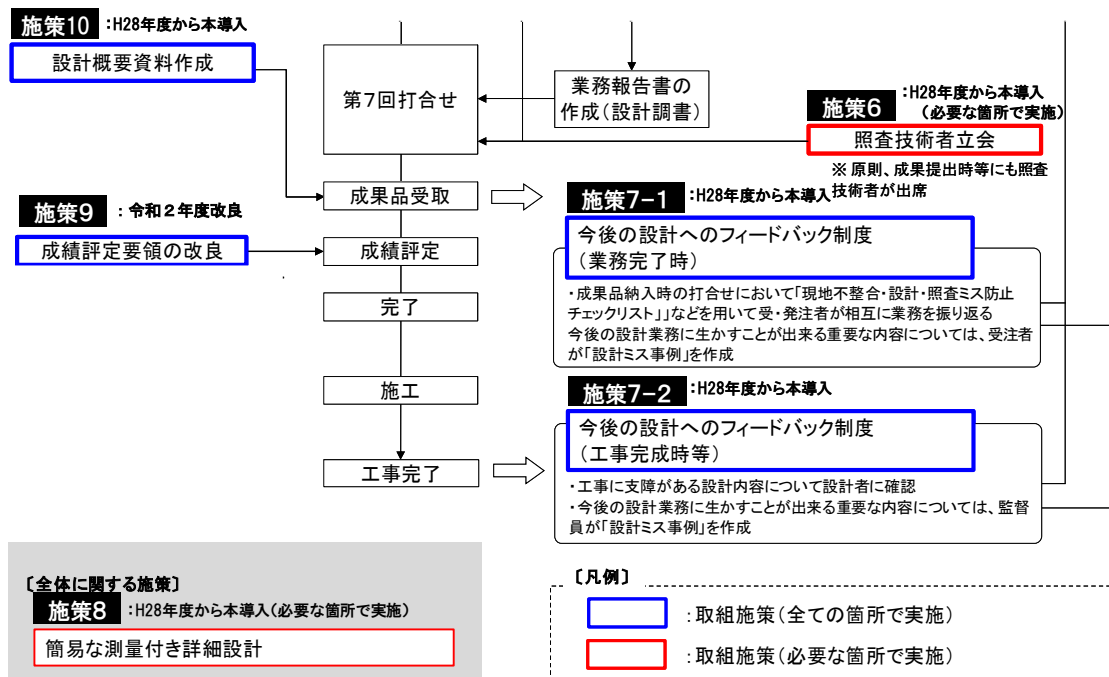 施策10 :H28年度から本導入
設計概要資料作成
第7回打合せ
業務報告書の
作成(設計調書)
施策6 :H28年度から本導入
(必要な箇所で実施)
照査技術者立会
※ 原則、成果提出時等にも照査
技術者が出席
成果品受取
施策7-1 :H28年度から本導入
今後の設計へのフィードバック制度
(業務完了時)
・成果品納入時の打合せにおいて「現地不整合・設計・照査ミス防止
チェックリスト」」などを用いて受・発注者が相互に業務を振り返る
今後の設計業務に生かすことが出来る重要な内容については、受注者
が「設計ミス事例」を作成
施策9 : 令和2年度改良
成績評定要領の改良
成績評定
完了
施工
施策7-2 :H28年度から本導入
今後の設計へのフィードバック制度
(工事完成時等)
・工事に支障がある設計内容について設計者に確認
・今後の設計業務に生かすことが出来る重要な内容については、監督
員が「設計ミス事例」を作成
工事完了
〔全体に関する施策〕
施策8 :H28年度から本導入(必要な箇所で実施)
簡易な測量付き詳細設計
〔凡例〕
:取組施策(全ての箇所で実施)
:取組施策(必要な箇所で実施)